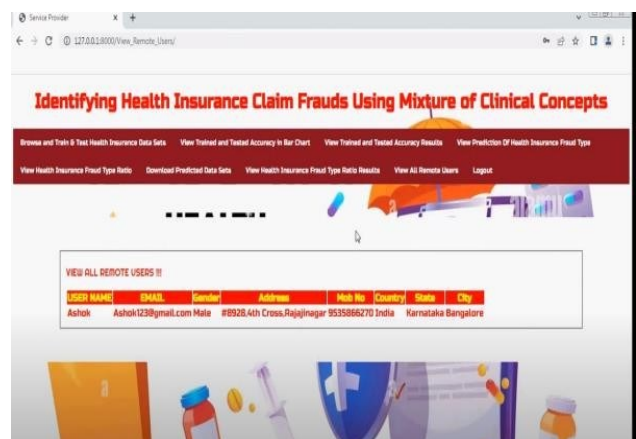 Service Provider
127.0.0.1:8000/View_Remote_Users/
Identifying Health Insurance Claim Frauds Using Mixture of Clinical Concepts
Browse and Train & Test Health Insurance Data Sets View Trained and Tested Accuracy in Bar Chart View Trained and Tested Accuracy Results View Prediction Of Health Insurance Fraud Type
View Health Insurance Fraud Type Ratio Download Predicted Data Sets View Health Insurance Fraud Type Ratio Results View All Remote Users Logout
VIEW ALL REMOTE USERS !!!
USER NAME EMAIL Gender Address Mob No Country State City
Ashok Ashok123@gmail.com Male #8928,4th Cross,Rajajinagar 9535866270 India Karnataka Bangalore